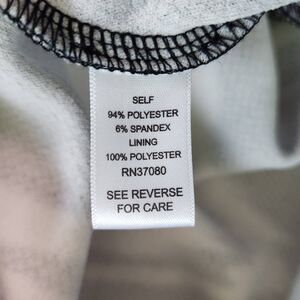 SELF
94% POLYESTER
6% SPANDEX
LINING
100% POLYESTER
RN37080
SEE REVERSE
FOR CARE